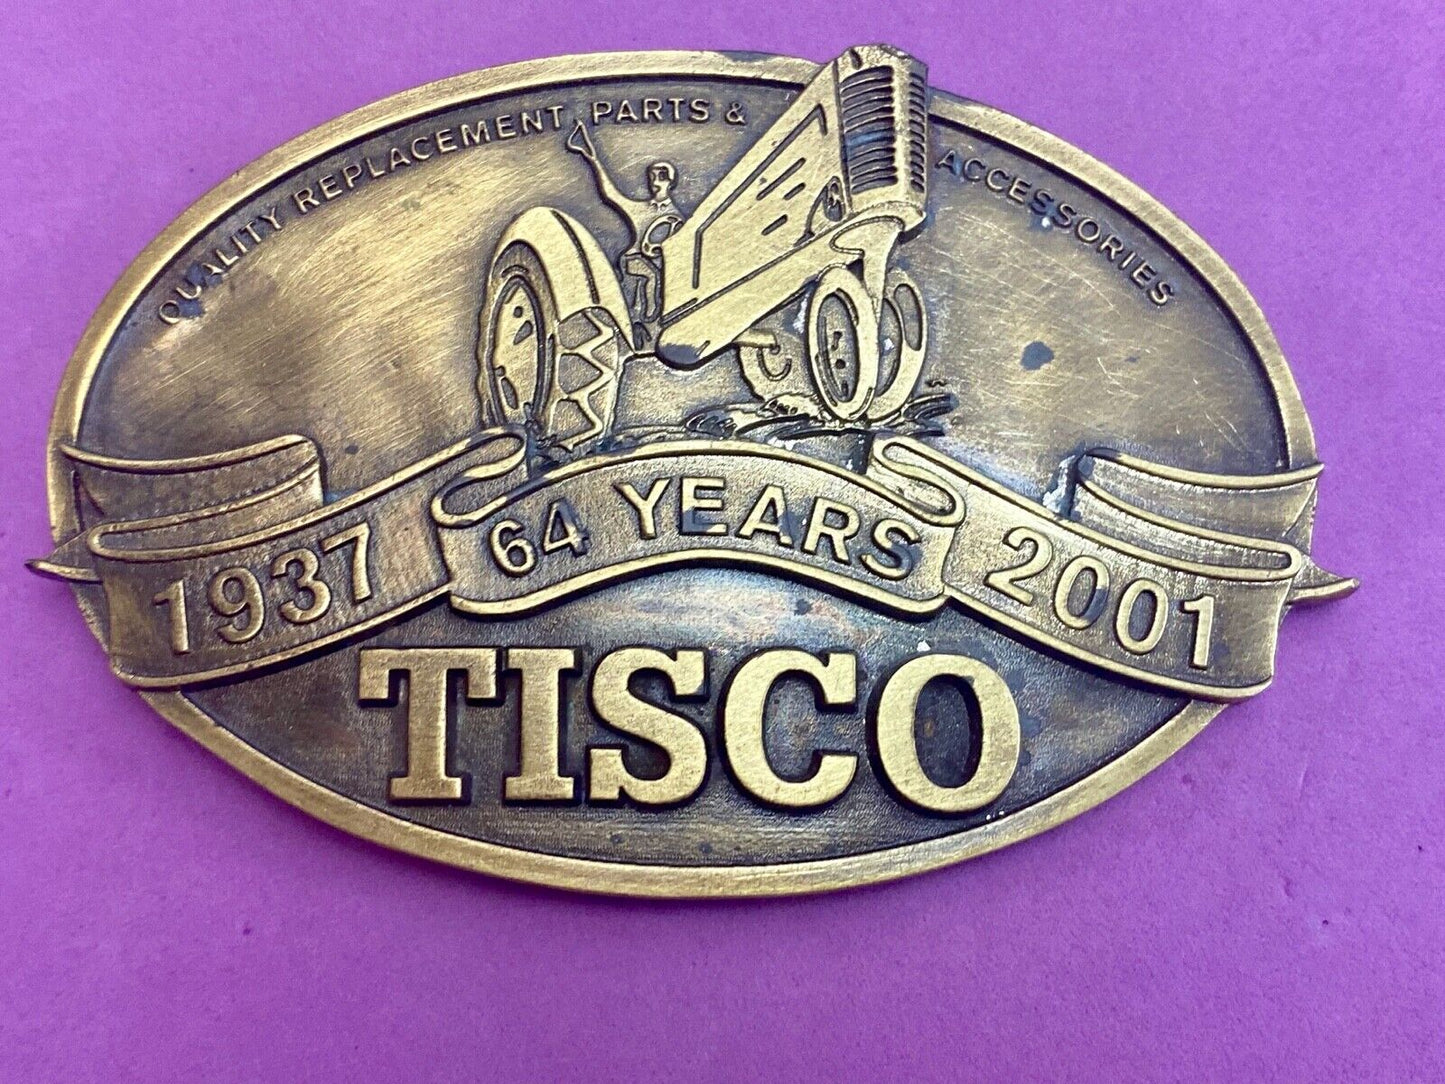 QUALITY REPLACEMENT PARTS & ACCESSORIES
1937 64 YEARS 2001
TISCO